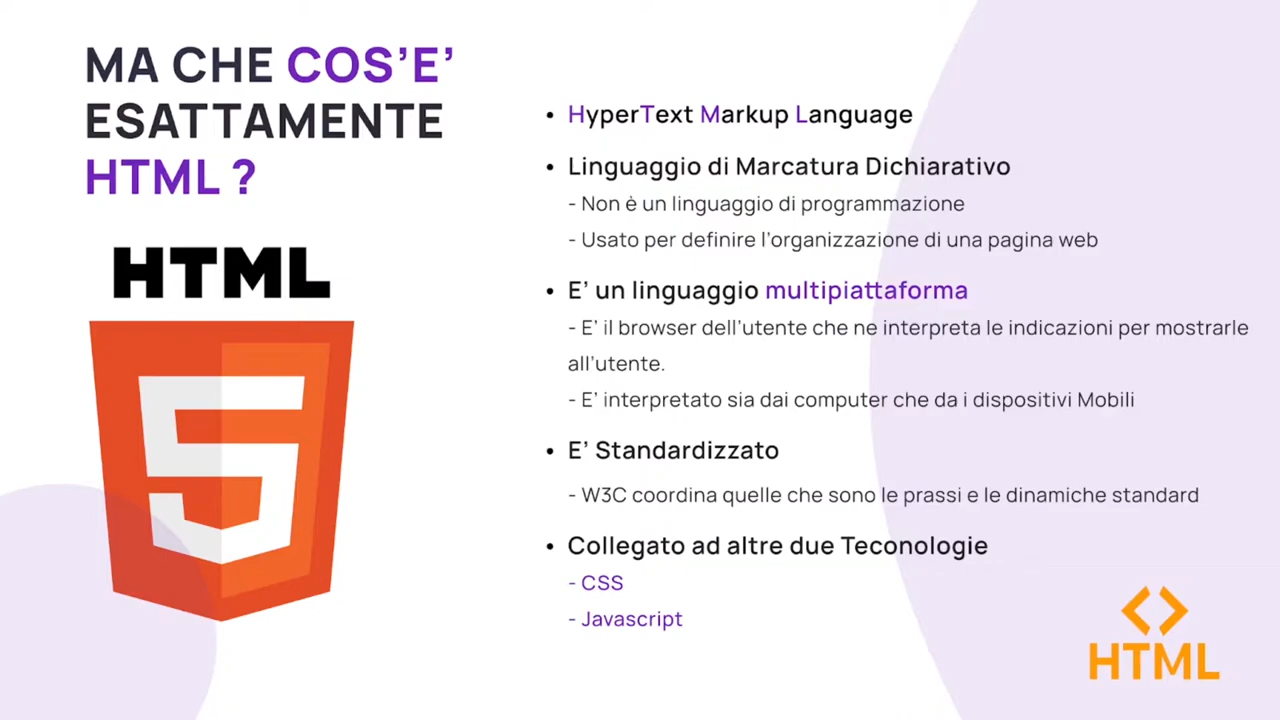 MA CHE COS'E'
ESATTAMENTE
HTML ?
HTML
5
• HyperText Markup Language
• Linguaggio di Marcatura Dichiarativo
- Non è un linguaggio di programmazione
- Usato per definire l'organizzazione di una pagina web
• E' un linguaggio multipiattaforma
- E' il browser dell'utente che ne interpreta le indicazioni per mostrarle
all'utente.
- E' interpretato sia dai computer che da i dispositivi Mobili
• E' Standardizzato
- W3C coordina quelle che sono le prassi e le dinamiche standard
• Collegato ad altre due Teconologie
- CSS
- Javascript
<> HTML